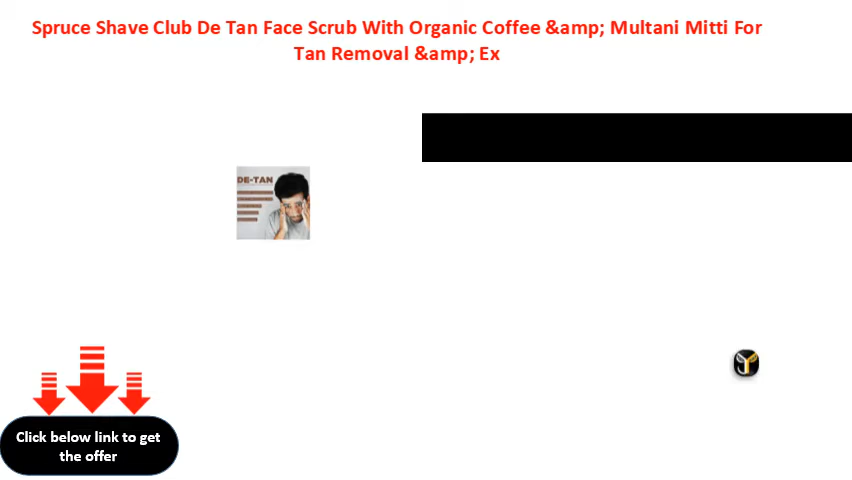 Spruce Shave Club De Tan Face Scrub With Organic Coffee &amp; Multani Mitti For
Tan Removal &amp; Ex
DE-TAN
Click below link to get
the offer